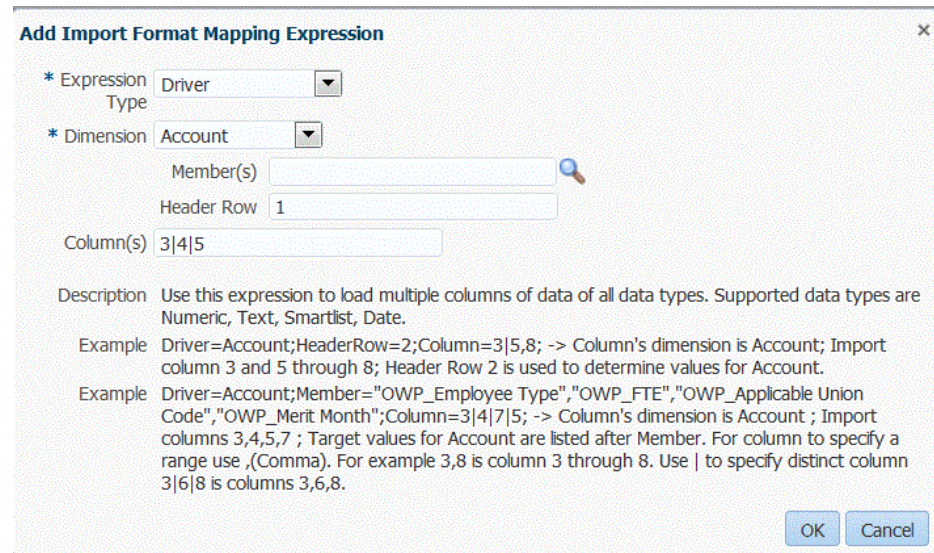 Add Import Format Mapping Expression ×
* Expression Type Driver
* Dimension Account
Member(s)
Header Row 1
Column(s) 3|4|5
Description Use this expression to load multiple columns of data of all data types. Supported data types are
Numeric, Text, Smartlist, Date.
Example Driver=Account;HeaderRow=2;Column=3|5,8; -> Column's dimension is Account; Import
column 3 and 5 through 8; Header Row 2 is used to determine values for Account.
Example Driver=Account;Member="OWP_Employee Type","OWP_FTE","OWP_Applicable Union
Code","OWP_Merit Month";Column=3|4|7|5; -> Column's dimension is Account ; Import
columns 3,4,5,7 ; Target values for Account are listed after Member. For column to specify a
range use ,(Comma). For example 3,8 is column 3 through 8. Use | to specify distinct column
3|6|8 is columns 3,6,8.
OK Cancel